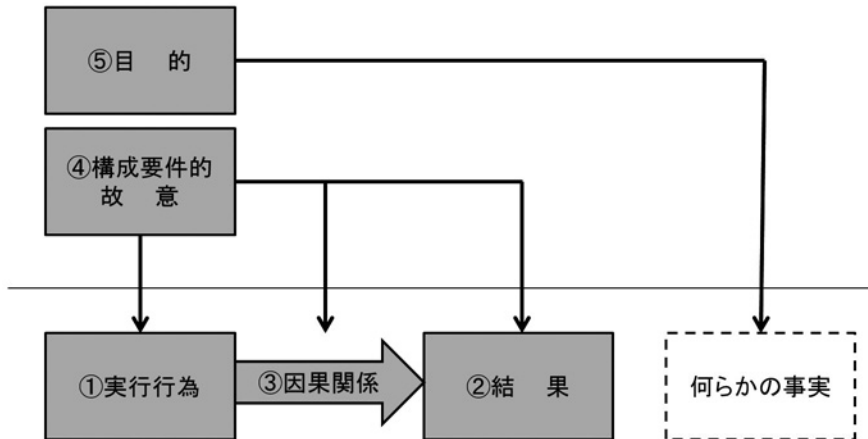 ⑤目 的
④構成要件的
故 意
①実行行為
③因果関係
②結 果
何らかの事実